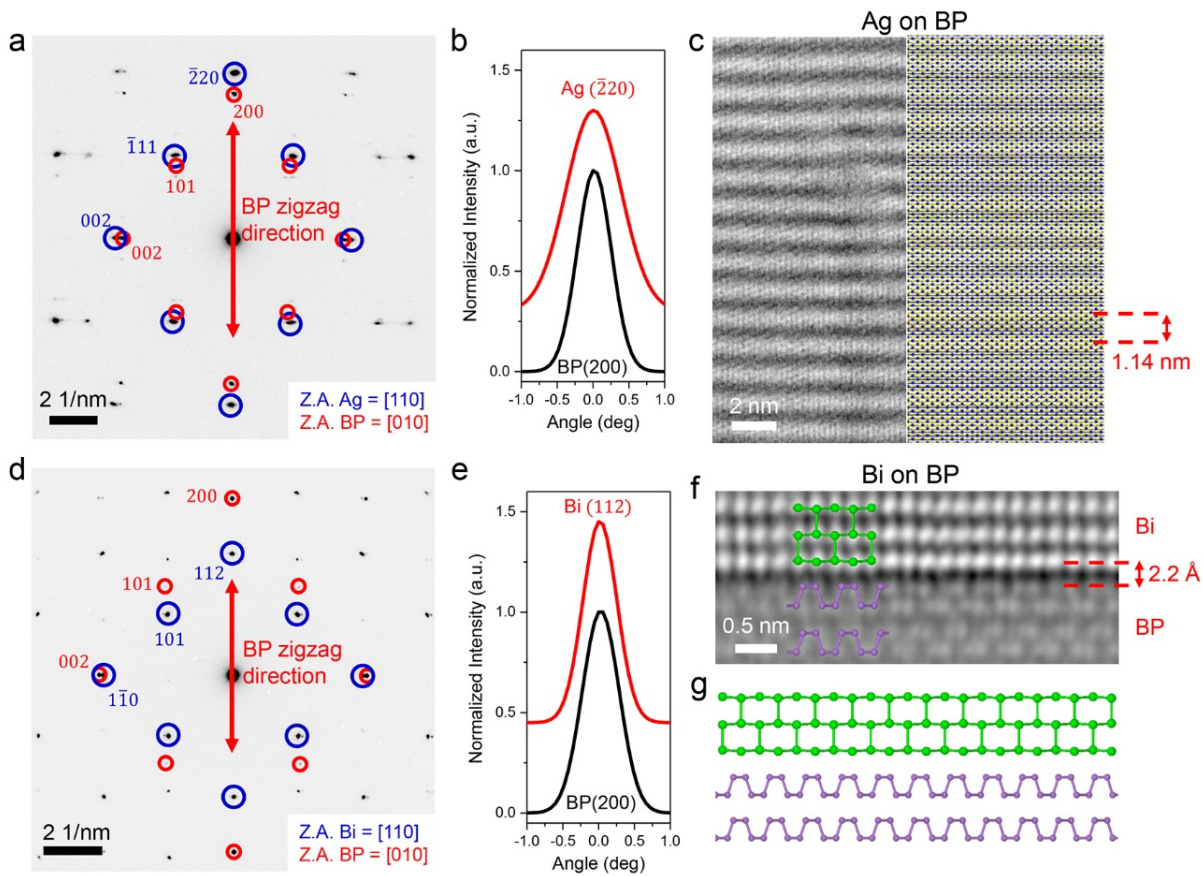 Ag on BP
a
2̅20
200
1̅11
101
002
002
BP zigzag
direction
2 1/nm
Z.A. Ag = [110]
Z.A. BP = [010]
b
Normalized Intensity (a.u.)
1.5
1.0
0.5
0.0
Ag (2̅20)
BP(200)
-1.0 -0.5 0.0 0.5 1.0
Angle (deg)
c
2 nm
1.14 nm
d
200
112
101
101
002
11̅0
BP zigzag
direction
2 1/nm
Z.A. Bi = [110]
Z.A. BP = [010]
e
Normalized Intensity (a.u.)
1.5
1.0
0.5
0.0
Bi (112)
BP(200)
-1.0 -0.5 0.0 0.5 1.0
Angle (deg)
Bi on BP
f
Bi
2.2 Å
BP
0.5 nm
g